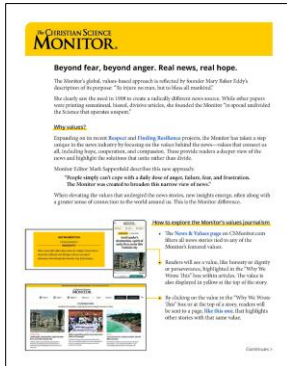 The CHRISTIAN SCIENCE
MONITOR.
Beyond fear, beyond anger. Real news, real hope.
The Monitor's global, values-based approach is reflected by founder Mary Baker Eddy's
description of its purpose: "To injure no man, but to bless all mankind."
She clearly saw the need in 1908 to create a radically different news source. While other papers
were printing sensational, biased, divisive articles, she founded the Monitor "to spread undivided
the Science that operates unspent."
Why values?
Expanding on its recent Respect and Finding Resilience projects, the Monitor has taken a step
unique in the news industry by focusing on the values behind the news—values that connect us
all, including hope, cooperation, and compassion. These provide readers a deeper view of the
news and highlight the solutions that unite rather than divide.
Monitor Editor Mark Sappenfield describes this new approach:
"People simply can't cope with a daily dose of anger, failure, fear, and frustration.
The Monitor was created to broaden this narrow view of news."
When elevating the values that undergird the news stories, new insights emerge, often along with
a greater sense of connection to the world around us. This is the Monitor difference.
How to explore the Monitor's values journalism
• The News & Values page on CSMonitor.com
filters all news stories tied to any of the
Monitor's featured values.
• Readers will see a value, like honesty or dignity
or perseverance, highlighted in the "Why We
Wrote This" box within articles. The value is
also displayed in yellow at the top of the story.
• By clicking on the value in the "Why We Wrote
This" box or at the top of a story, readers will
be sent to a page, like this one, that highlights
other stories with that same value.
MONITOR
Continues >